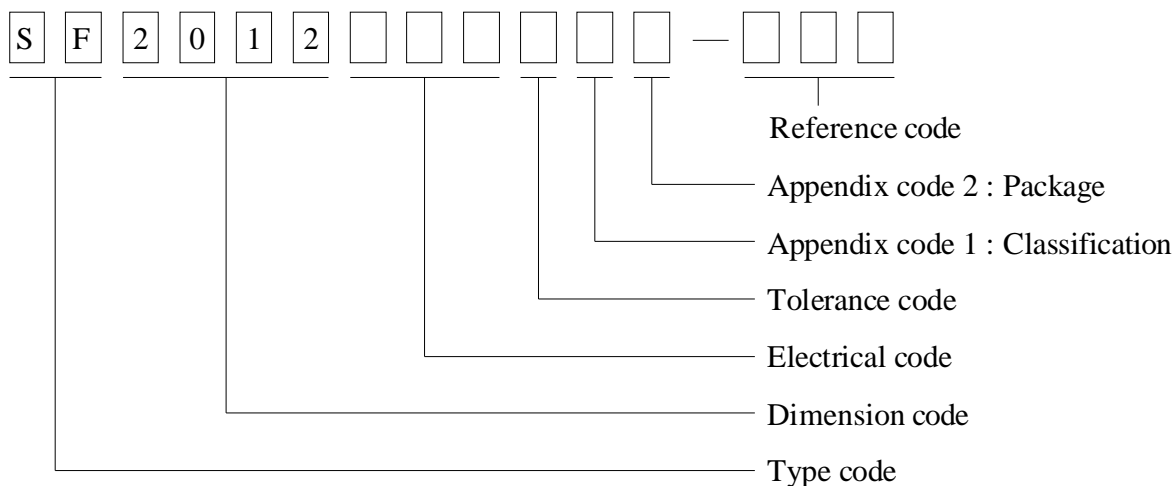 S F 2 0 1 2 —
Reference code
Appendix code 2 : Package
Appendix code 1 : Classification
Tolerance code
Electrical code
Dimension code
Type code